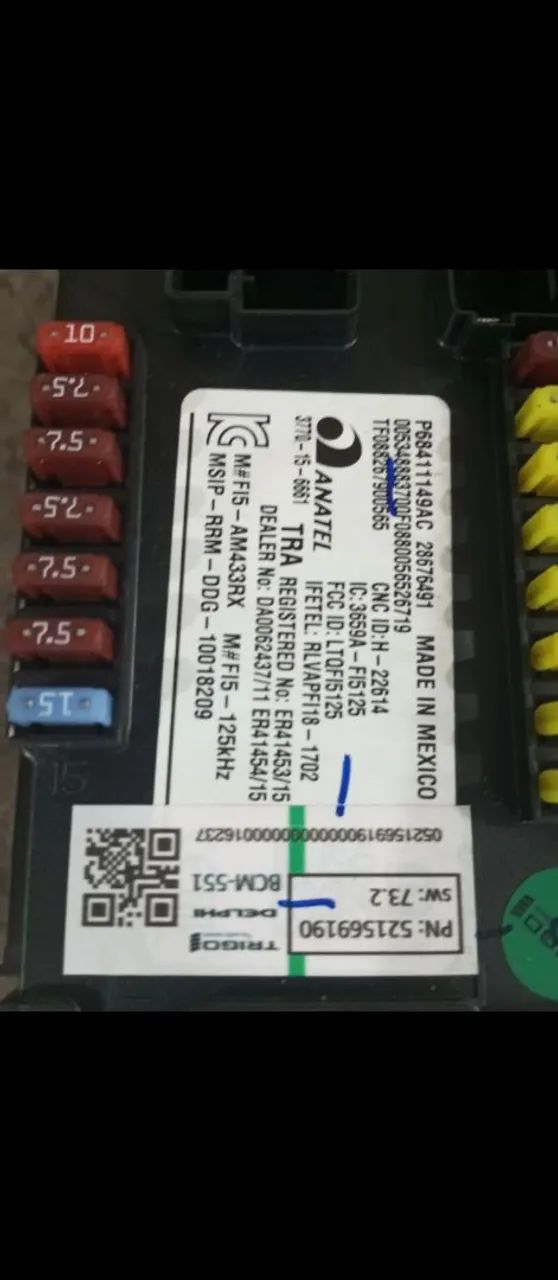 10
7.5
7.5
7.5
7.5
7.5
15
15
P68411149AC 28676491 MADE IN MEXICO
TF088267900565
CNC ID:H-22614
IC:3659A-FI5125
FCC ID: LTQFI5125
IFETEL: RLVAPFI18-1702
ANATEL
3770-15-6661
TRA REGISTERED No: ER41453/15
DEALER No: DA0062437/11 ER41454/15
M#FI5-AM433RX M#FI5-125kHz
MSIP-RRM-DDG-10018209
PN: 521569190
SW: 73.2
TRIGO
DELPHI
BCM-551